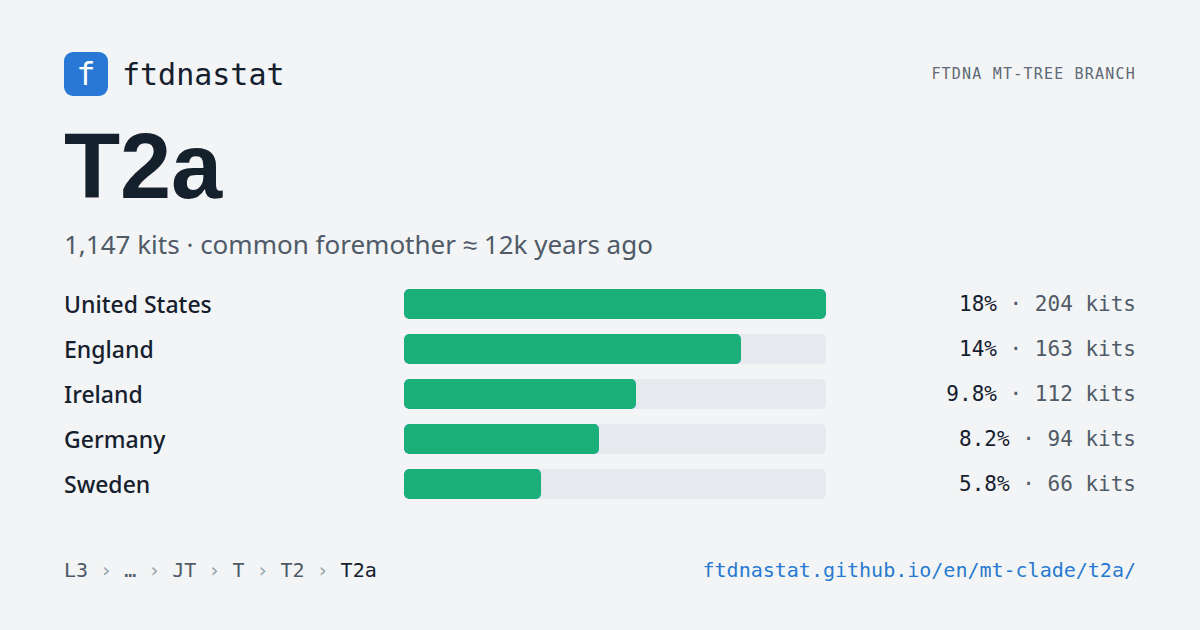 f ftdnastat
FTDNA MT-TREE BRANCH
T2a
1,147 kits · common foremother ≈ 12k years ago
United States 18% · 204 kits
England 14% · 163 kits
Ireland 9.8% · 112 kits
Germany 8.2% · 94 kits
Sweden 5.8% · 66 kits
L3 › … › JT › T › T2 › T2a
ftdnastat.github.io/en/mt-clade/t2a/